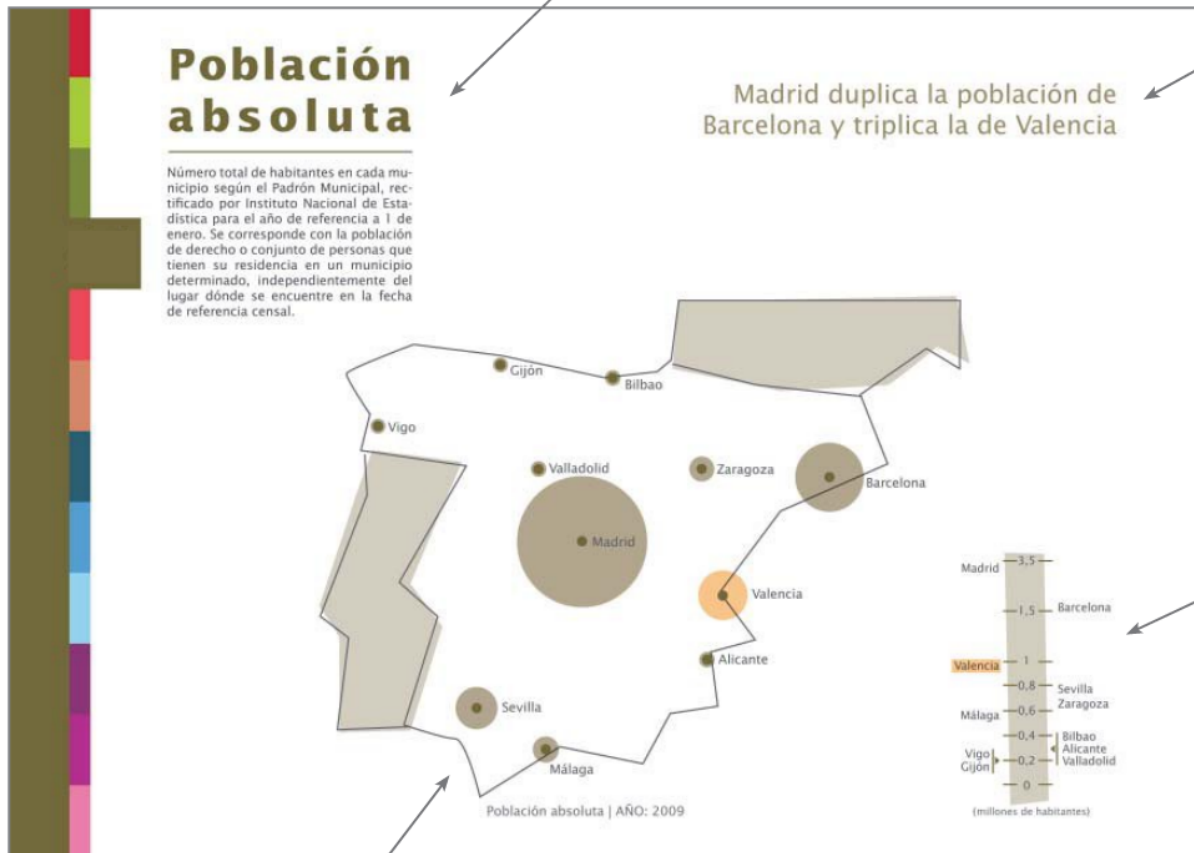 Población
absoluta
Madrid duplica la población de
Barcelona y triplica la de Valencia
Número total de habitantes en cada mu-
nicipio según el Padrón Municipal, rec-
tificado por Instituto Nacional de Esta-
dística para el año de referencia a 1 de
enero. Se corresponde con la población
de derecho o conjunto de personas que
tienen su residencia en un municipio
determinado, independientemente del
lugar dónde se encuentre en la fecha
de referencia censal.
Gijón
Bilbao
Vigo
Valladolid
Zaragoza
Barcelona
Madrid
Valencia
Alicante
Sevilla
Málaga
Población absoluta | AÑO: 2009
Madrid 3,5
1,5 Barcelona
Valencia 1
0,8 Sevilla
Zaragoza
Málaga 0,6
0,4 Bilbao
Alicante
Vigo
Gijón 0,2 Valladolid
0
(millones de habitantes)